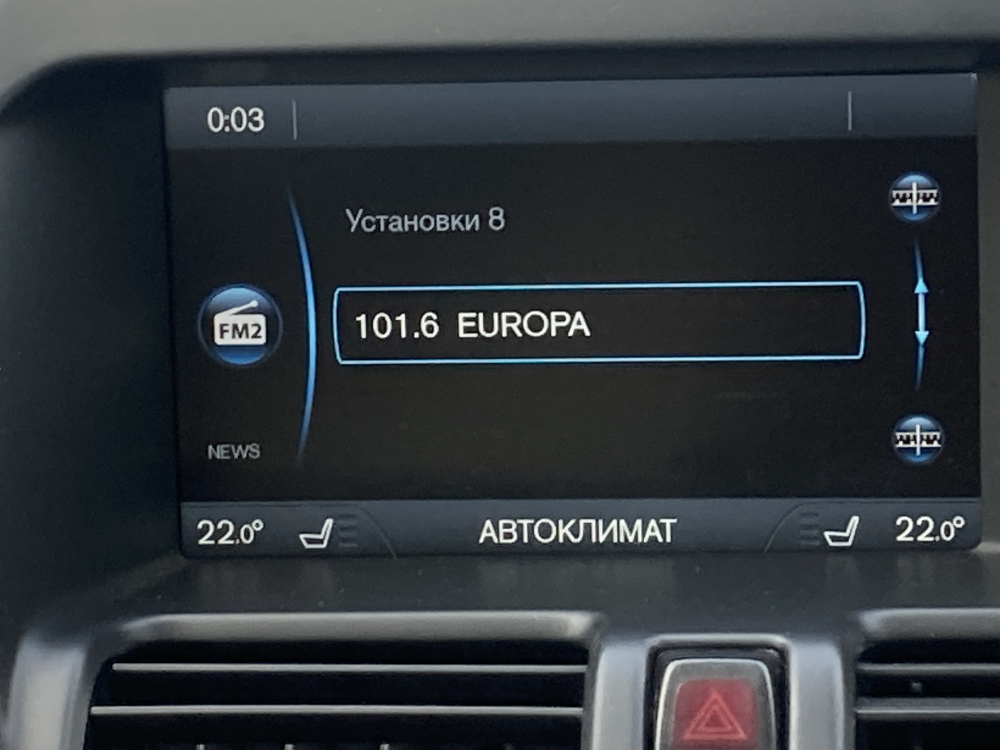 0:03
Установки 8
FM2
101.6 EUROPA
NEWS
22.0°
АВТОКЛИМАТ
22.0°